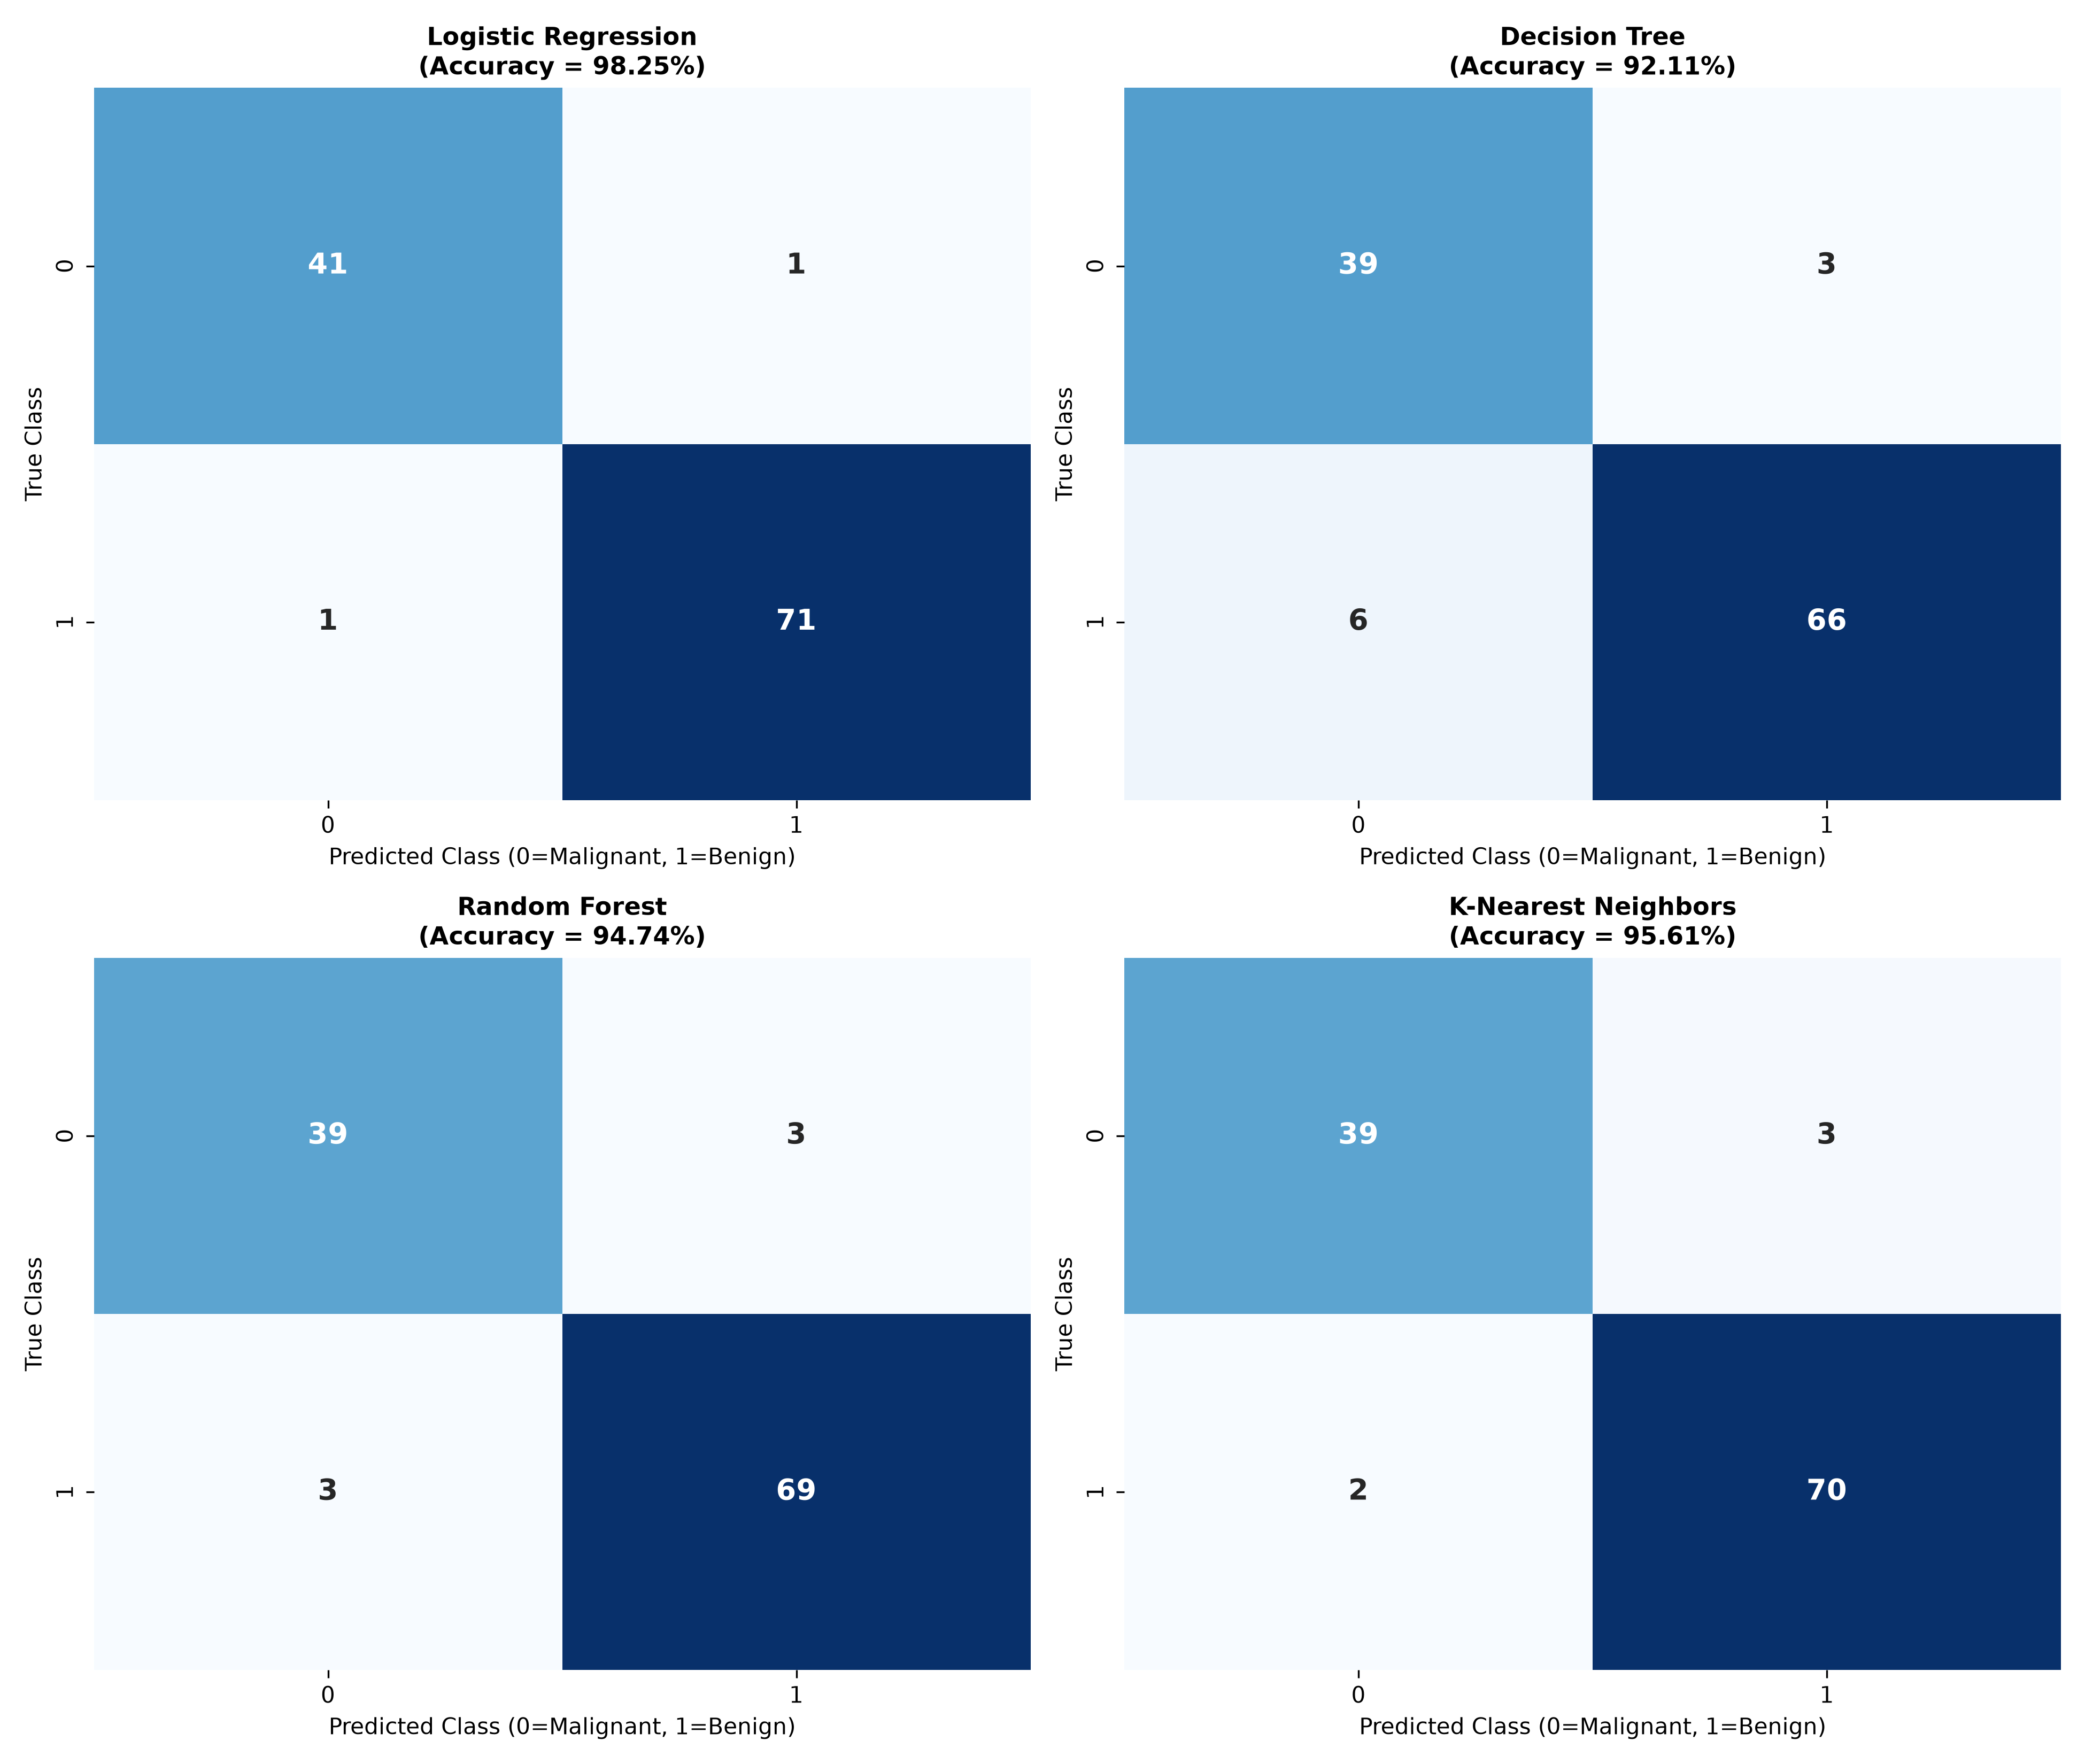 Logistic Regression
(Accuracy = 98.25%)
True Class
0
41
1
1
1
71
0
1
Predicted Class (0=Malignant, 1=Benign)
Decision Tree
(Accuracy = 92.11%)
True Class
0
39
3
1
6
66
0
1
Predicted Class (0=Malignant, 1=Benign)
Random Forest
(Accuracy = 94.74%)
True Class
0
39
3
1
3
69
0
1
Predicted Class (0=Malignant, 1=Benign)
K-Nearest Neighbors
(Accuracy = 95.61%)
True Class
0
39
3
1
2
70
0
1
Predicted Class (0=Malignant, 1=Benign)